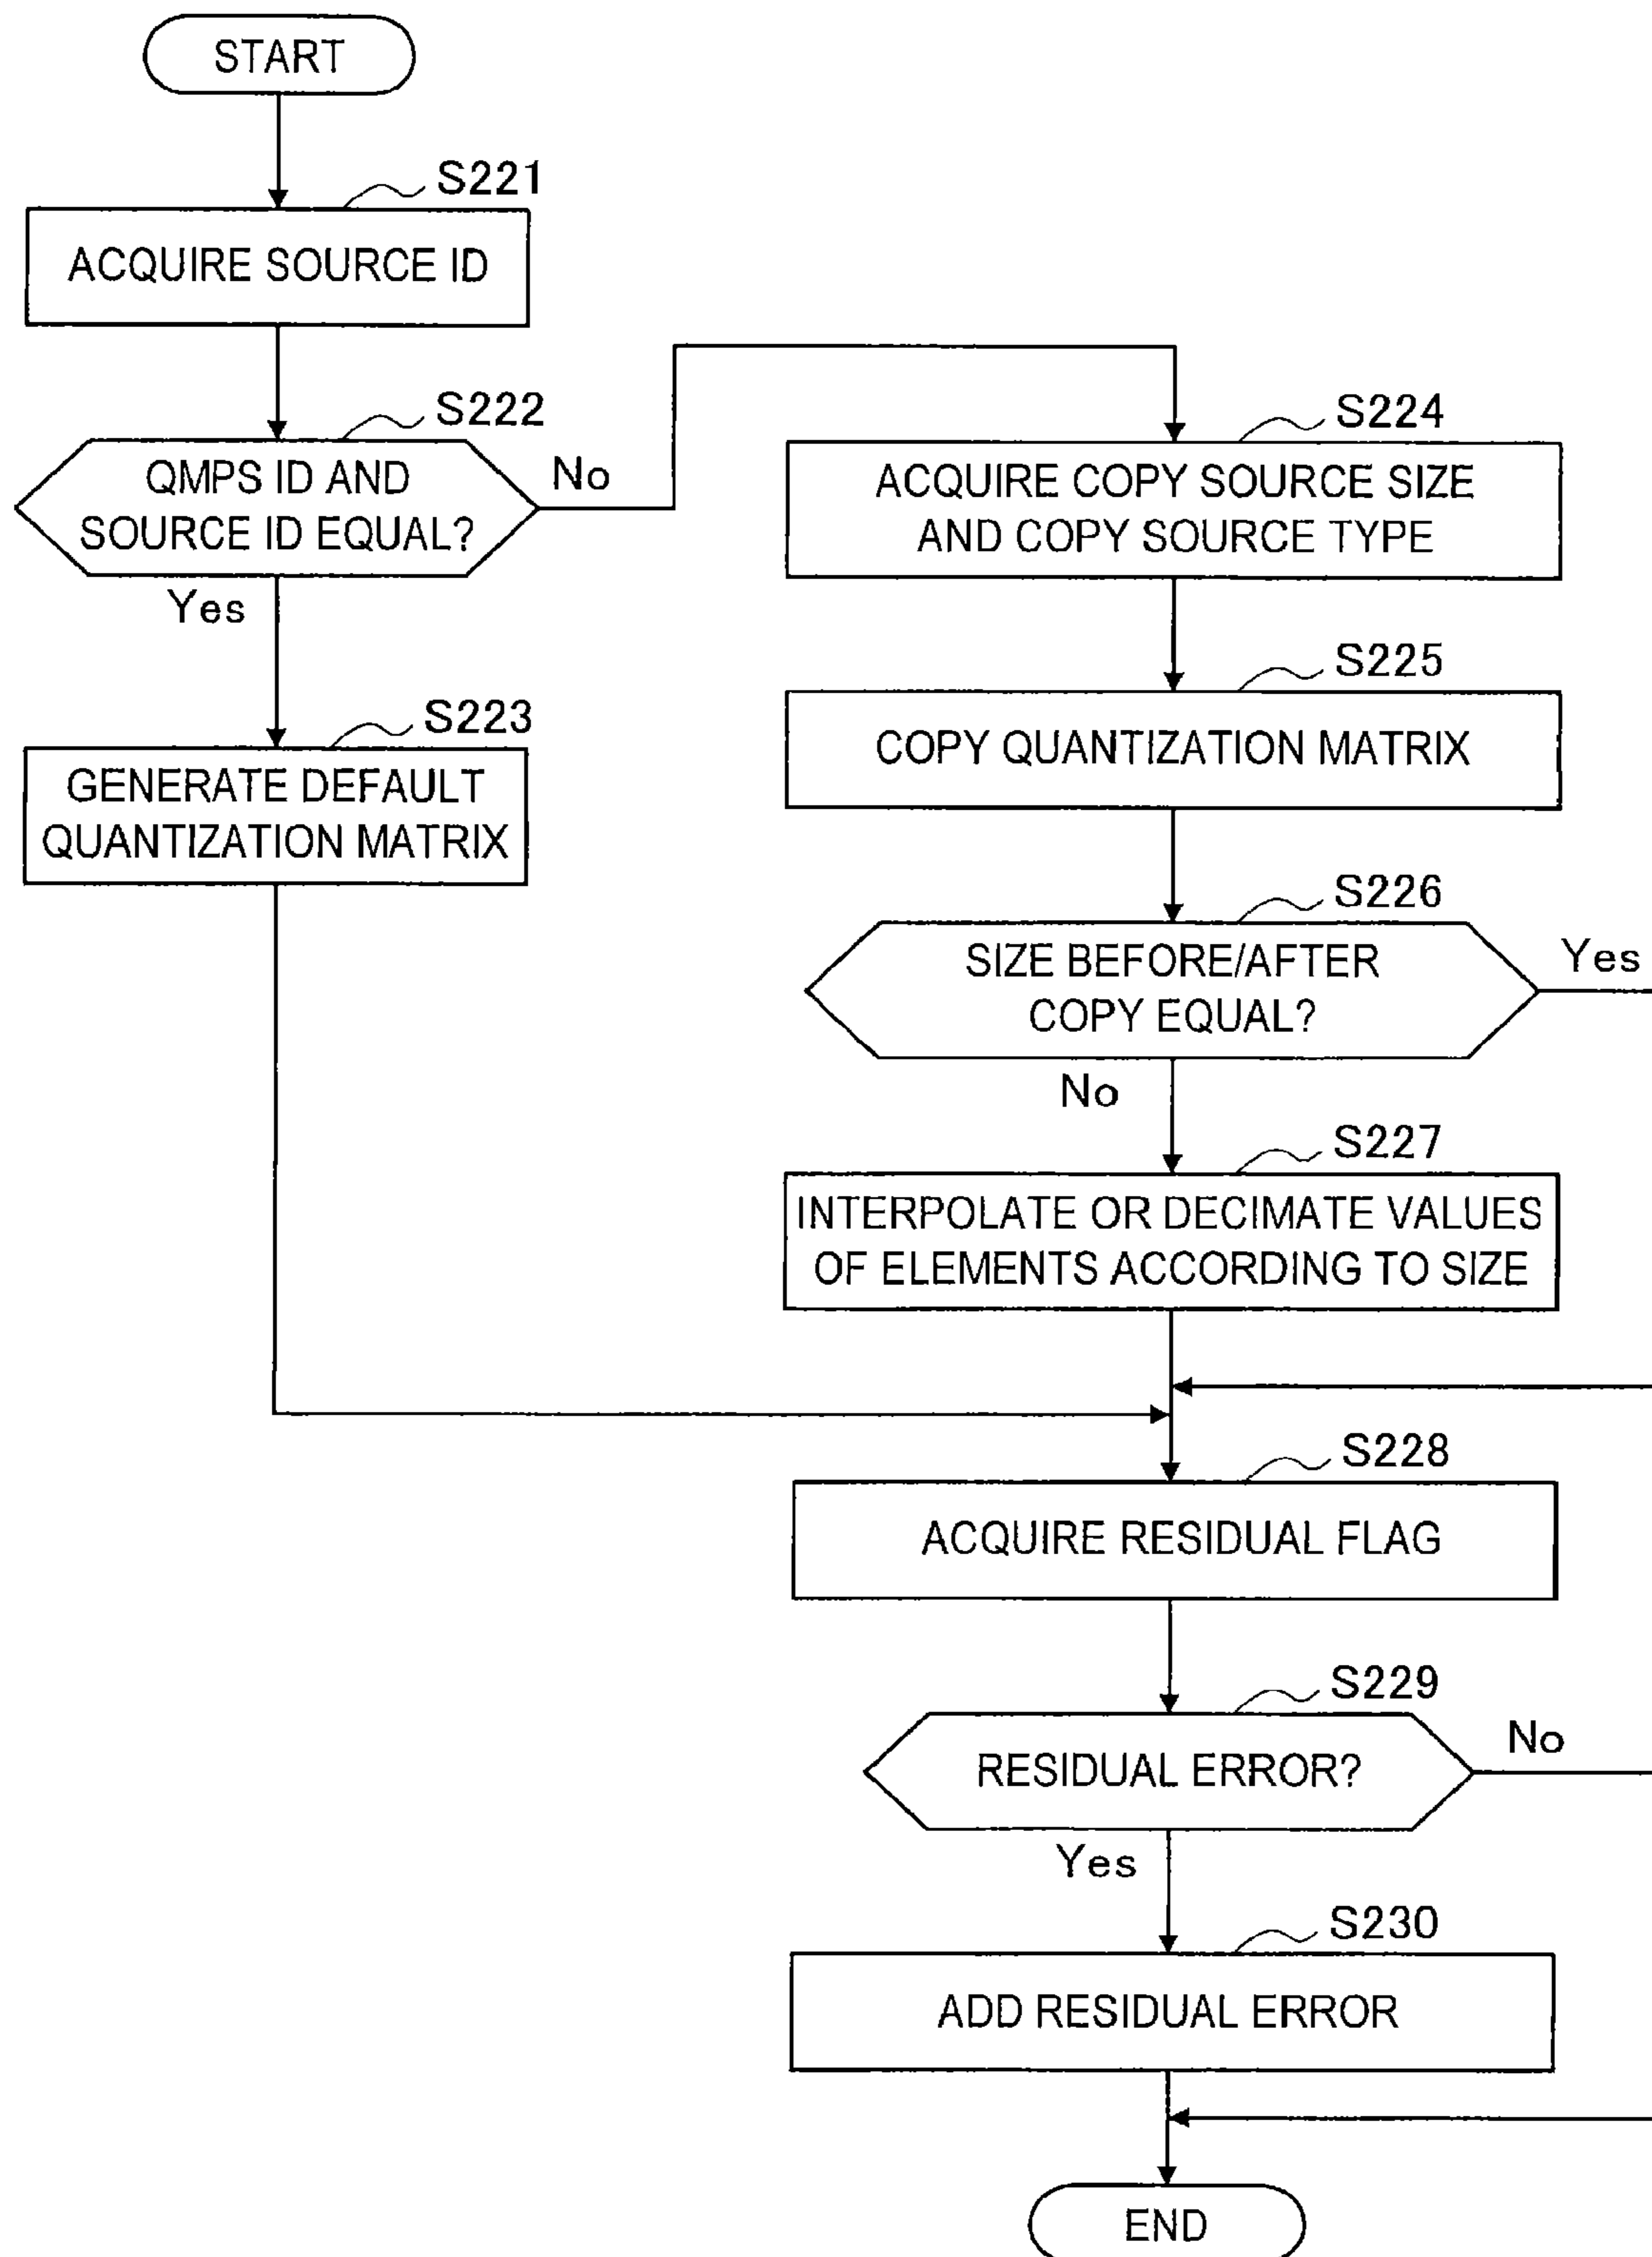 START
S221
ACQUIRE SOURCE ID
S222
QMPS ID AND
SOURCE ID EQUAL?
No
Yes
S223
GENERATE DEFAULT
QUANTIZATION MATRIX
S224
ACQUIRE COPY SOURCE SIZE
AND COPY SOURCE TYPE
S225
COPY QUANTIZATION MATRIX
S226
SIZE BEFORE/AFTER
COPY EQUAL?
Yes
No
S227
INTERPOLATE OR DECIMATE VALUES
OF ELEMENTS ACCORDING TO SIZE
S228
ACQUIRE RESIDUAL FLAG
S229
RESIDUAL ERROR?
No
Yes
S230
ADD RESIDUAL ERROR
END